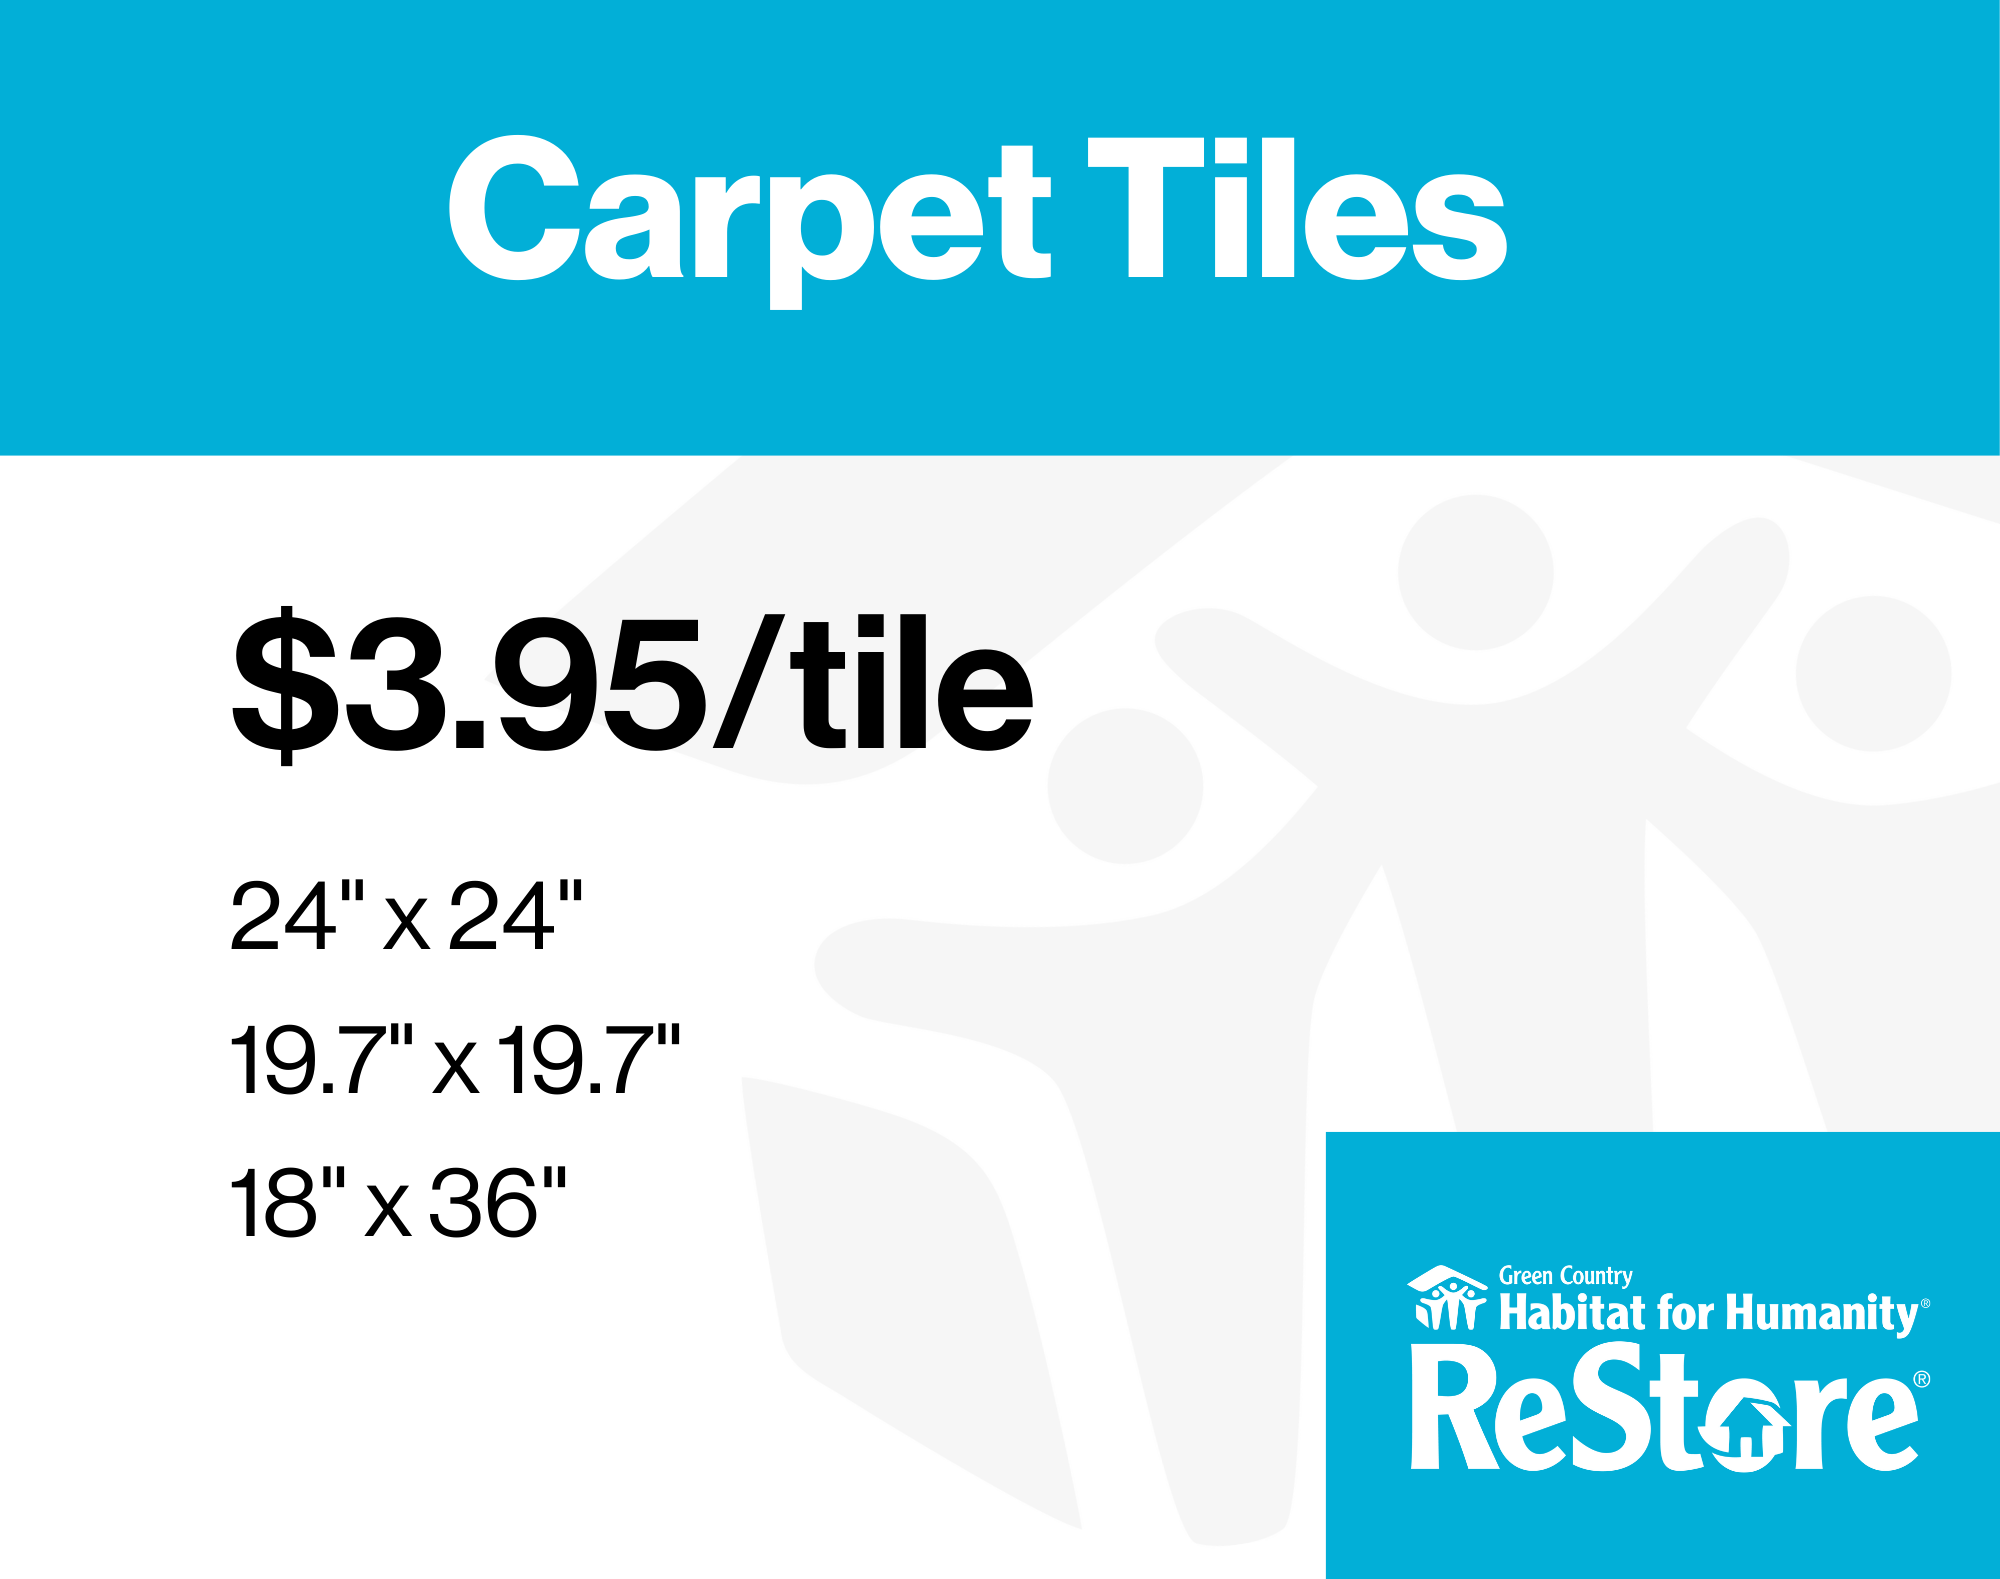 Carpet Tiles
$3.95/tile
24" x 24"
19.7" x 19.7"
18" x 36"
Green Country
Habitat for Humanity®
ReStore®